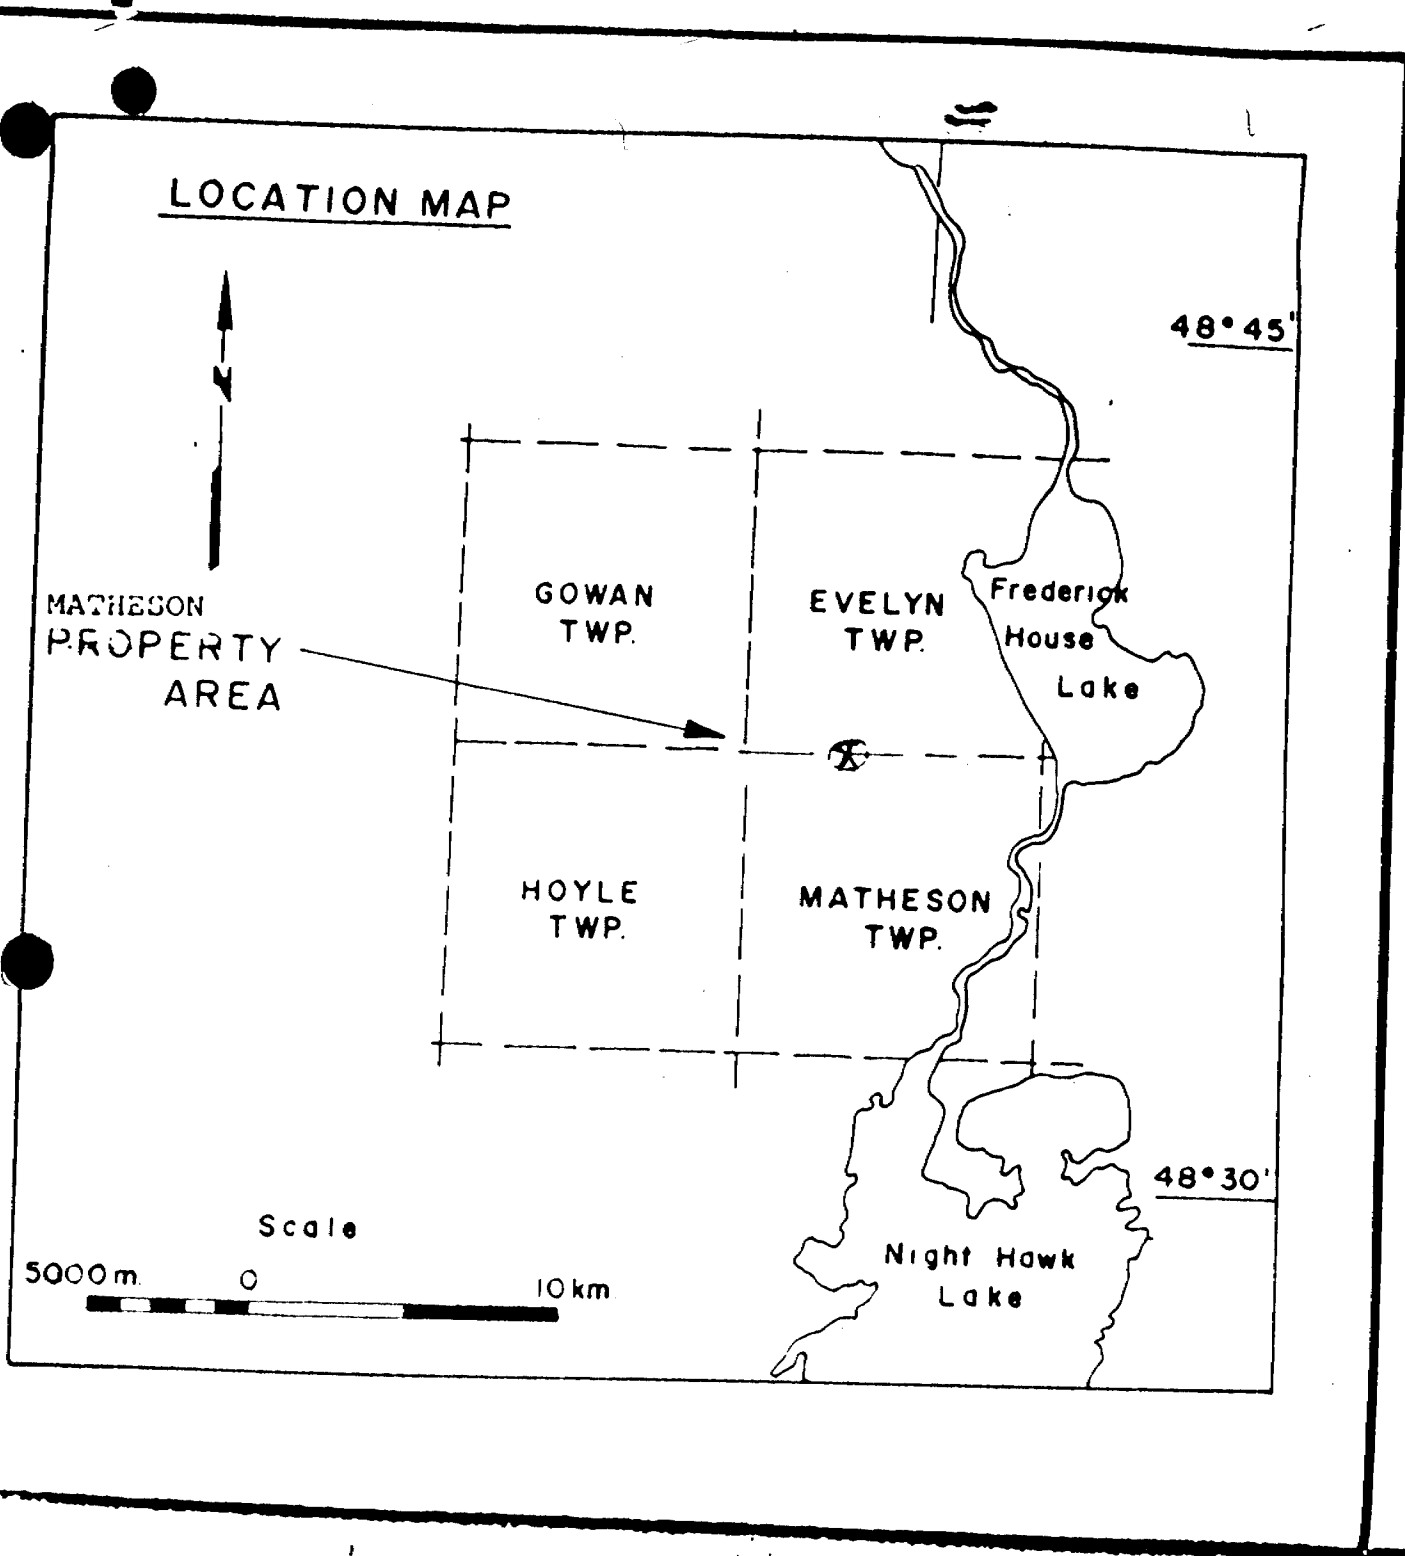 LOCATION MAP
N
48° 45'
MATHESON
PROPERTY
AREA
GOWAN
TWP.
EVELYN
TWP.
Frederick
House
Lake
HOYLE
TWP.
MATHESON
TWP.
48° 30'
Night Hawk
Lake
Scale
5000 m. 0 10 km